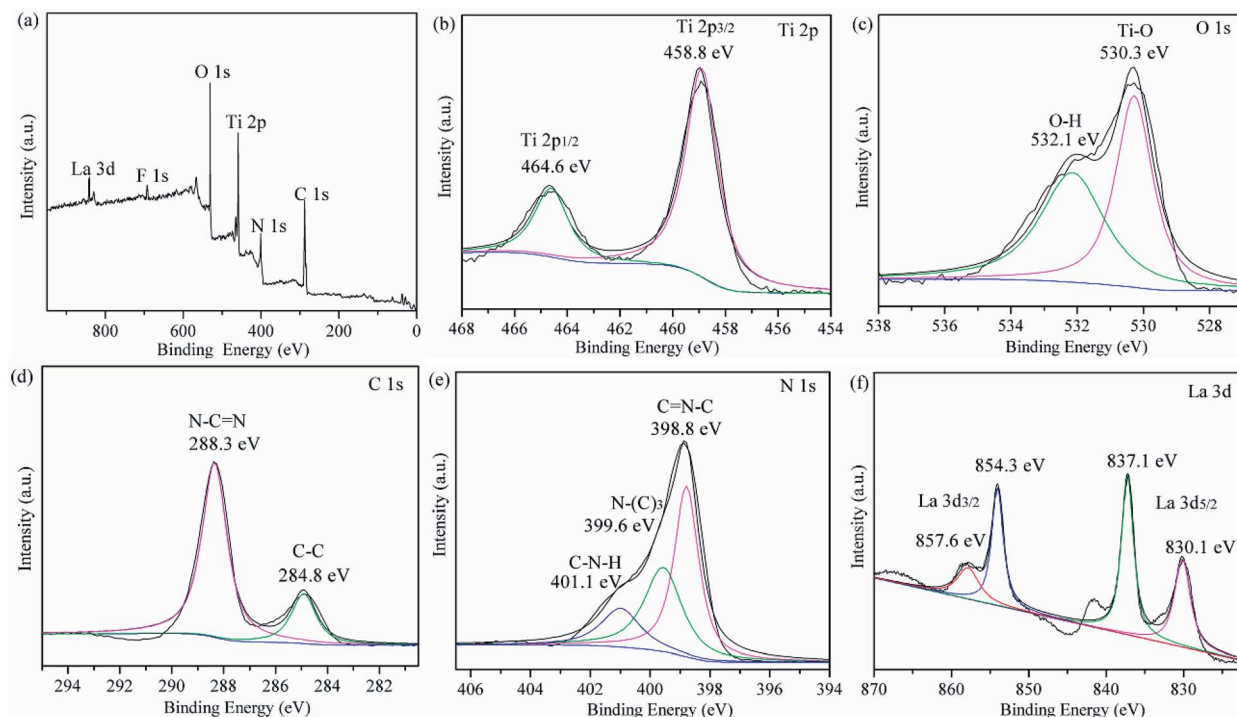 (a)
O 1s
Ti 2p
La 3d
F 1s
N 1s
C 1s
Intensity (a.u.)
800 600 400 200 0
Binding Energy (eV)
(b)
Ti 2p
Ti 2p3/2
458.8 eV
Ti 2p1/2
464.6 eV
Intensity (a.u.)
468 466 464 462 460 458 456 454
Binding Energy (eV)
(c)
O 1s
Ti-O
530.3 eV
O-H
532.1 eV
Intensity (a.u.)
538 536 534 532 530 528
Binding Energy (eV)
(d)
C 1s
N-C=N
288.3 eV
C-C
284.8 eV
Intensity (a.u.)
294 292 290 288 286 284 282
Binding Energy (eV)
(e)
N 1s
C=N-C
398.8 eV
N-(C)3
399.6 eV
C-N-H
401.1 eV
Intensity (a.u.)
406 404 402 400 398 396 394
Binding Energy (eV)
(f)
La 3d
854.3 eV
837.1 eV
La 3d3/2
857.6 eV
La 3d5/2
830.1 eV
Intensity (a.u.)
870 860 850 840 830
Binding Energy (eV)